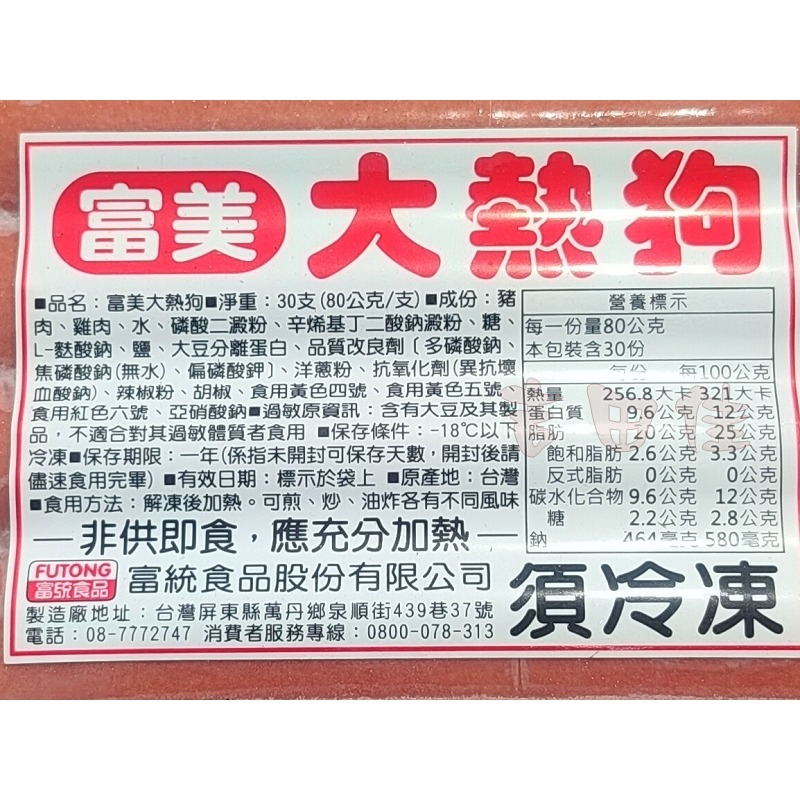 富美 大熱狗
■品名：富美大熱狗■淨重：30支(80公克/支)■成份：豬
肉、雞肉、水、磷酸二澱粉、辛烯基丁二酸鈉澱粉、糖、
L-麩酸鈉、鹽、大豆分離蛋白、品質改良劑〔多磷酸鈉、
焦磷酸鈉(無水)、偏磷酸鉀〕、洋蔥粉、抗氧化劑(異抗壞
血酸鈉)、辣椒粉、胡椒、食用黃色四號、食用黃色五號、
食用紅色六號、亞硝酸鈉■過敏原資訊：含有大豆及其製
品，不適合對其過敏體質者食用■保存條件：-18℃以下
冷凍■保存期限：一年(係指未開封可保存天數，開封後請
儘速食用完畢)■有效日期：標示於袋上■原產地：台灣
■食用方法：解凍後加熱。可煎、炒、油炸各有不同風味
營養標示
每一份量80公克
本包裝含30份
每份 每100公克
熱量 256.8大卡 321大卡
蛋白質 9.6公克 12公克
脂肪 20公克 25公克
飽和脂肪 2.6公克 3.3公克
反式脂肪 0公克 0公克
碳水化合物 9.6公克 12公克
糖 2.2公克 2.8公克
鈉 464毫克 580毫克
—非供即食，應充分加熱—
FUTONG
富統食品
富統食品股份有限公司
製造廠地址：台灣屏東縣萬丹鄉泉順街439巷37號
電話：08-7772747 消費者服務專線：0800-078-313
須冷凍